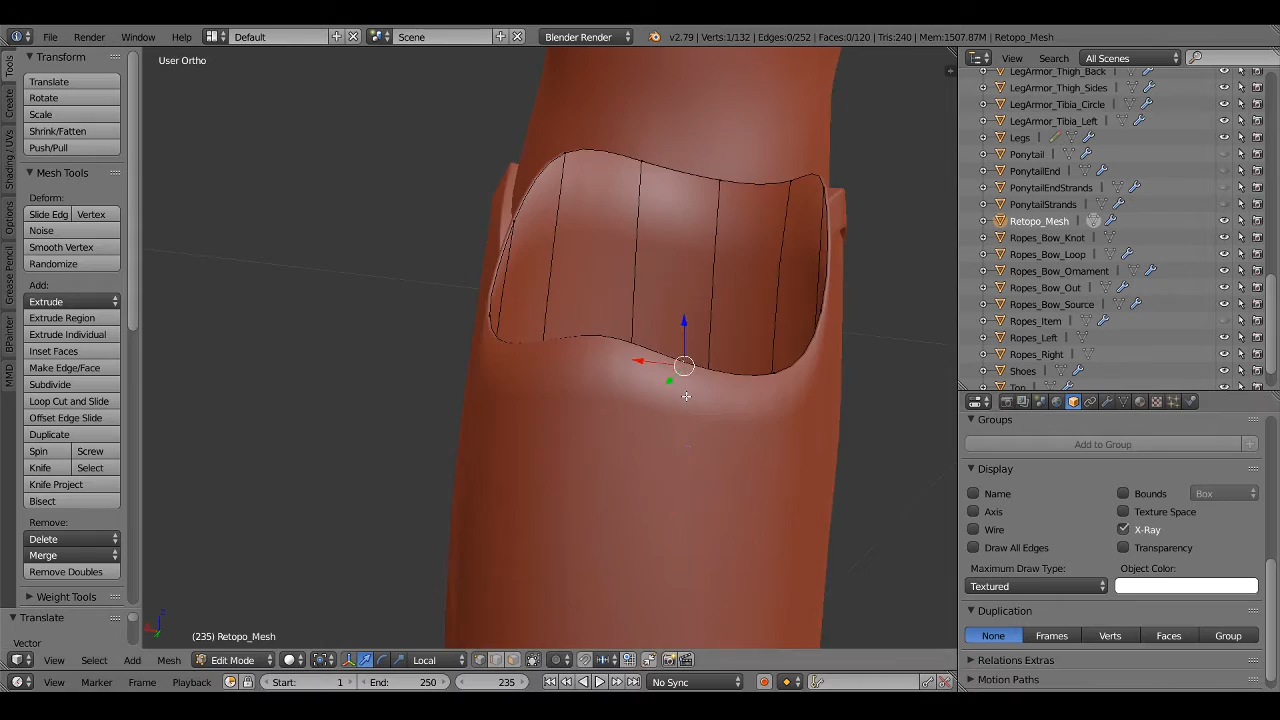 File Render Window Help Default Scene Blender Render v2.79 | Verts:1/132 | Edges:0/252 | Faces:0/120 | Tris:240 | Mem:1507.87M | Retopo_Mesh
Tools
Create
Shading / UVs
Options
Grease Pencil
BPainter
MMD
Transform
Translate
Rotate
Scale
Shrink/Fatten
Push/Pull
Mesh Tools
Deform:
Slide Edg Vertex
Noise
Smooth Vertex
Randomize
Add:
Extrude
Extrude Region
Extrude Individual
Inset Faces
Make Edge/Face
Subdivide
Loop Cut and Slide
Offset Edge Slide
Duplicate
Spin Screw
Knife Select
Knife Project
Bisect
Remove:
Delete
Merge
Remove Doubles
Weight Tools
Translate
Vector
User Ortho
(235) Retopo_Mesh
View Search All Scenes
LegArmor_Thigh_Back
LegArmor_Thigh_Sides
LegArmor_Tibia_Circle
LegArmor_Tibia_Left
Legs
Ponytail
PonytailEnd
PonytailEndStrands
PonytailStrands
Retopo_Mesh
Ropes_Bow_Knot
Ropes_Bow_Loop
Ropes_Bow_Ornament
Ropes_Bow_Out
Ropes_Bow_Source
Ropes_Item
Ropes_Left
Ropes_Right
Shoes
Top
Groups
Add to Group
Display
Name Bounds Box
Axis Texture Space
Wire X-Ray
Draw All Edges Transparency
Maximum Draw Type: Object Color:
Textured
Duplication
None Frames Verts Faces Group
Relations Extras
Motion Paths
View Select Add Mesh Edit Mode Local
View Marker Frame Playback Start: 1 End: 250 235 No Sync